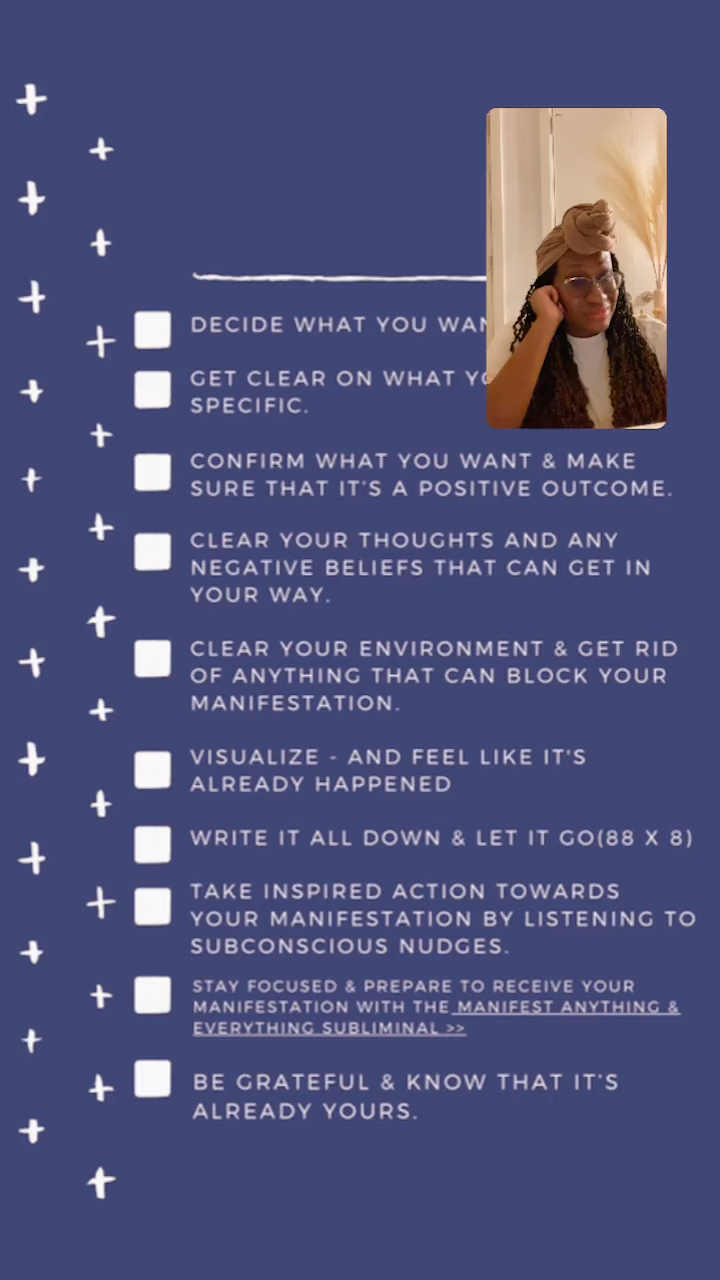 DECIDE WHAT YOU
GET CLEAR ON WHAT
SPECIFIC.
CONFIRM WHAT YOU WANT & MAKE
SURE THAT IT'S A POSITIVE OUTCOME.
CLEAR YOUR THOUGHTS AND ANY
NEGATIVE BELIEFS THAT CAN GET IN
YOUR WAY.
CLEAR YOUR ENVIRONMENT & GET RID
OF ANYTHING THAT CAN BLOCK YOUR
MANIFESTATION.
VISUALIZE - AND FEEL LIKE IT'S
ALREADY HAPPENED
WRITE IT ALL DOWN & LET IT GO(88 X 8)
TAKE INSPIRED ACTION TOWARDS
YOUR MANIFESTATION BY LISTENING TO
SUBCONSCIOUS NUDGES.
STAY FOCUSED & PREPARE TO RECEIVE YOUR
MANIFESTATION WITH THE MANIFEST ANYTHING &
EVERYTHING SUBLIMINAL >>
BE GRATEFUL & KNOW THAT IT'S
ALREADY YOURS.